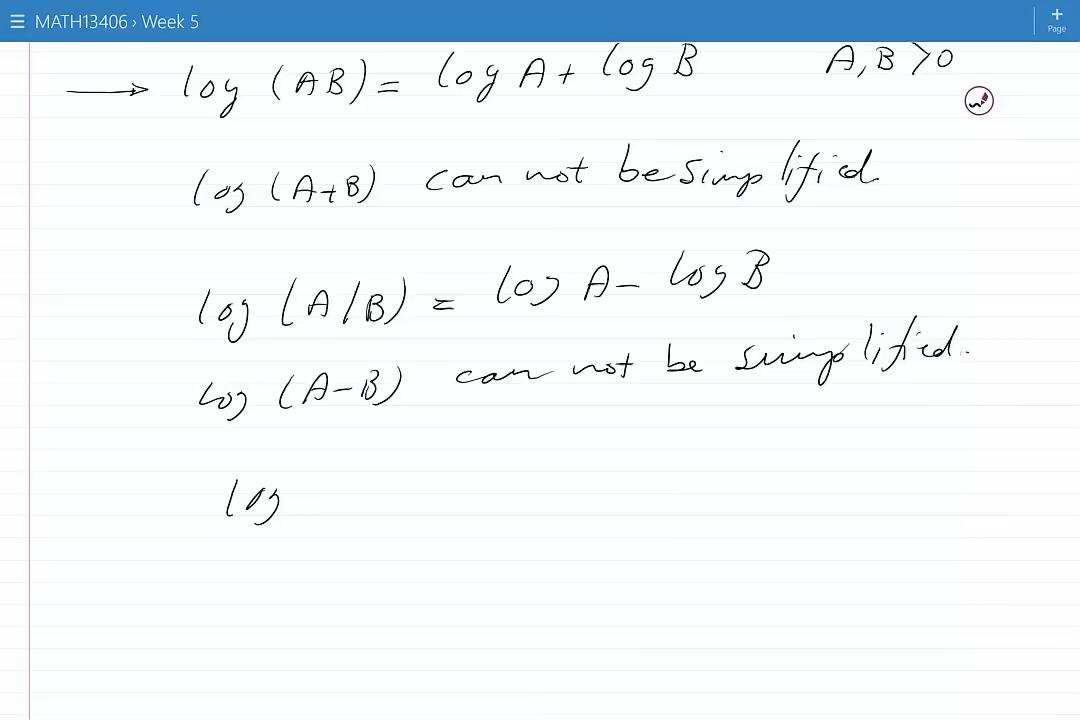 ☰ MATH13406 › Week 5
+ Page
→ log (AB) = log A + log B A, B > 0
log (A+B) can not be simplified.
log (A/B) = log A - log B
log (A-B) can not be simplified.
log